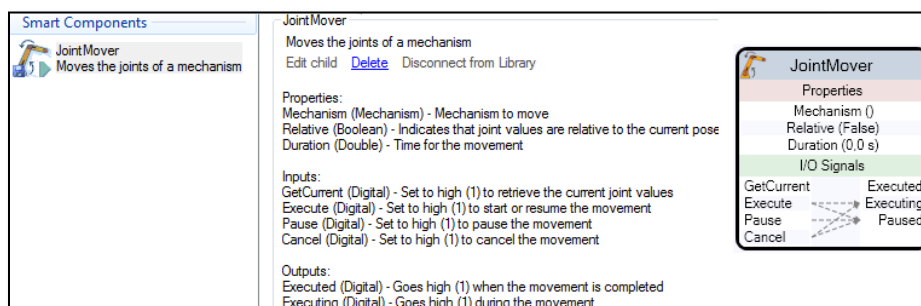 Smart Components
JointMover
Moves the joints of a mechanism
JointMover
Moves the joints of a mechanism
Edit child Delete Disconnect from Library
Properties:
Mechanism (Mechanism) - Mechanism to move
Relative (Boolean) - Indicates that joint values are relative to the current pose
Duration (Double) - Time for the movement
Inputs:
GetCurrent (Digital) - Set to high (1) to retrieve the current joint values
Execute (Digital) - Set to high (1) to start or resume the movement
Pause (Digital) - Set to high (1) to pause the movement
Cancel (Digital) - Set to high (1) to cancel the movement
Outputs:
Executed (Digital) - Goes high (1) when the movement is completed
Executing (Digital) - Goes high (1) during the movement
JointMover
Properties
Mechanism ()
Relative (False)
Duration (0,0 s)
I/O Signals
GetCurrent Executed
Execute Executing
Pause Paused
Cancel